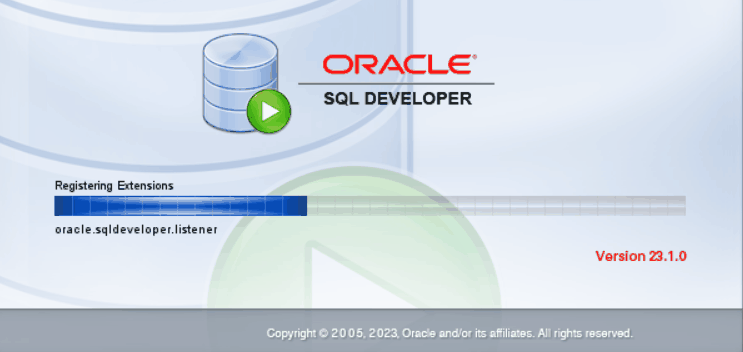 ORACLE®
SQL DEVELOPER
Registering Extensions
oracle.sqldeveloper.listener
Version 23.1.0
Copyright © 2005, 2023, Oracle and/or its affiliates. All rights reserved.